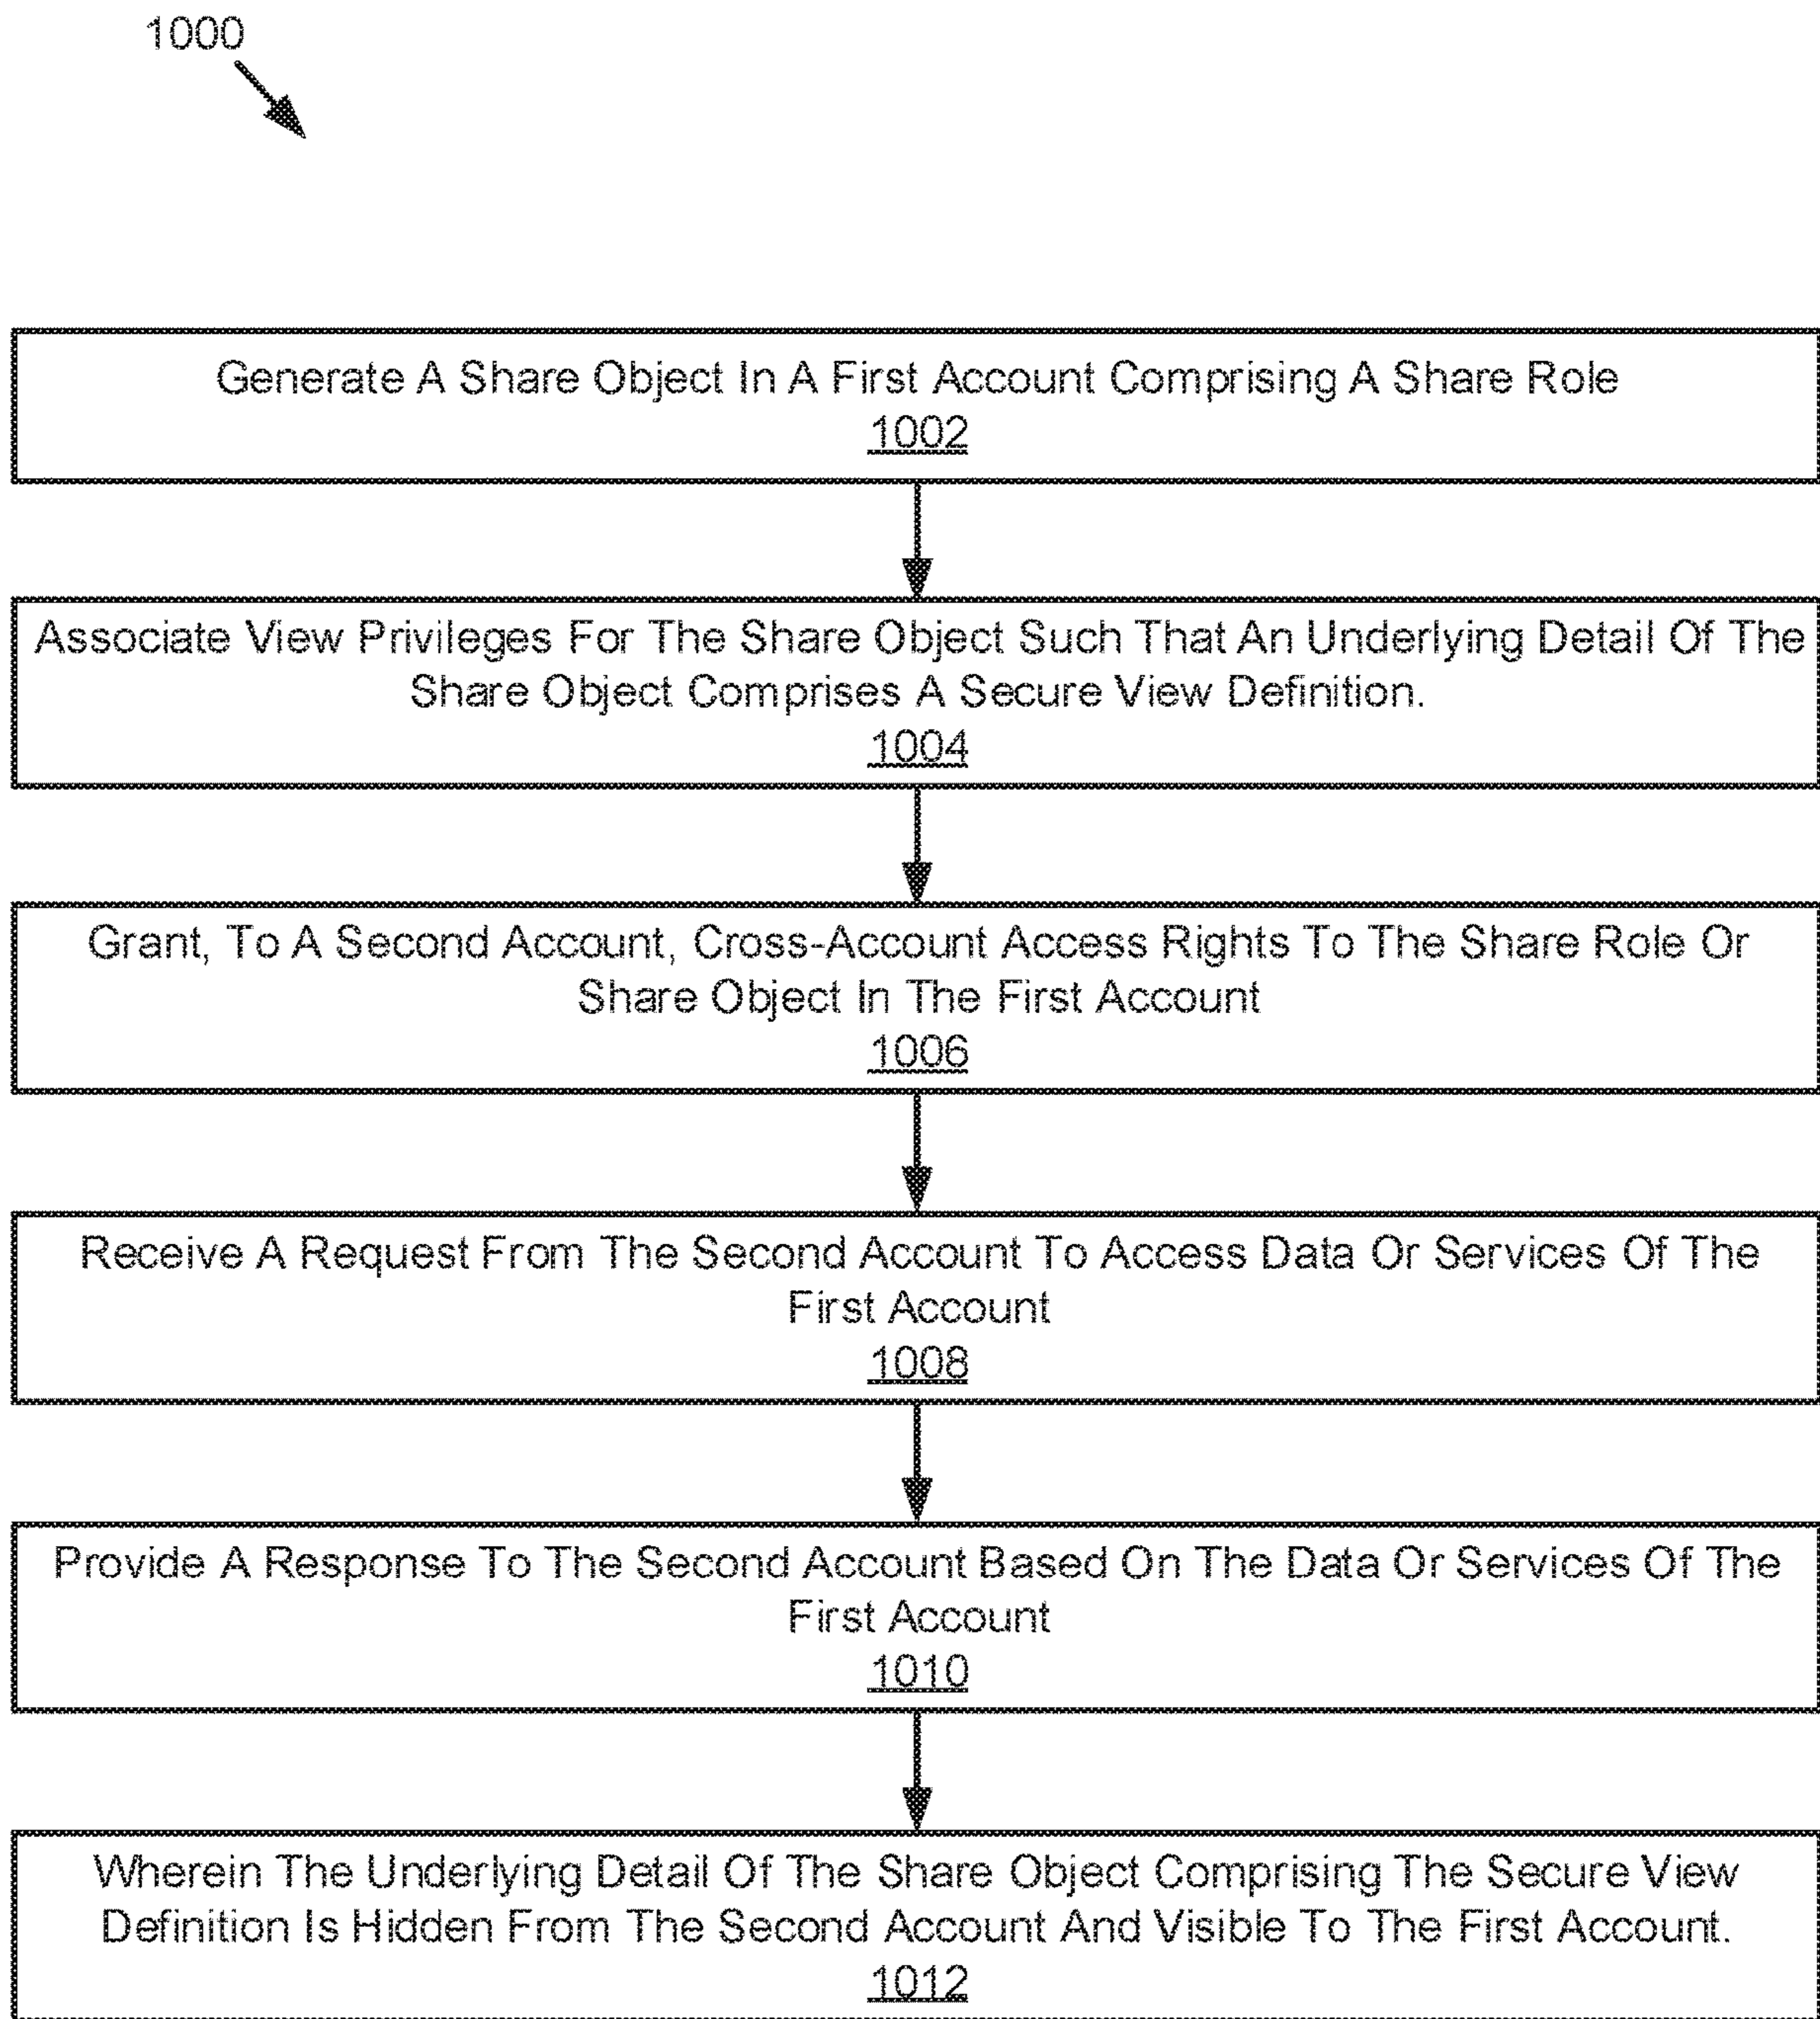 1000
Generate A Share Object In A First Account Comprising A Share Role
1002
Associate View Privileges For The Share Object Such That An Underlying Detail Of The
Share Object Comprises A Secure View Definition.
1004
Grant, To A Second Account, Cross-Account Access Rights To The Share Role Or
Share Object In The First Account
1006
Receive A Request From The Second Account To Access Data Or Services Of The
First Account
1008
Provide A Response To The Second Account Based On The Data Or Services Of The
First Account
1010
Wherein The Underlying Detail Of The Share Object Comprising The Secure View
Definition Is Hidden From The Second Account And Visible To The First Account.
1012